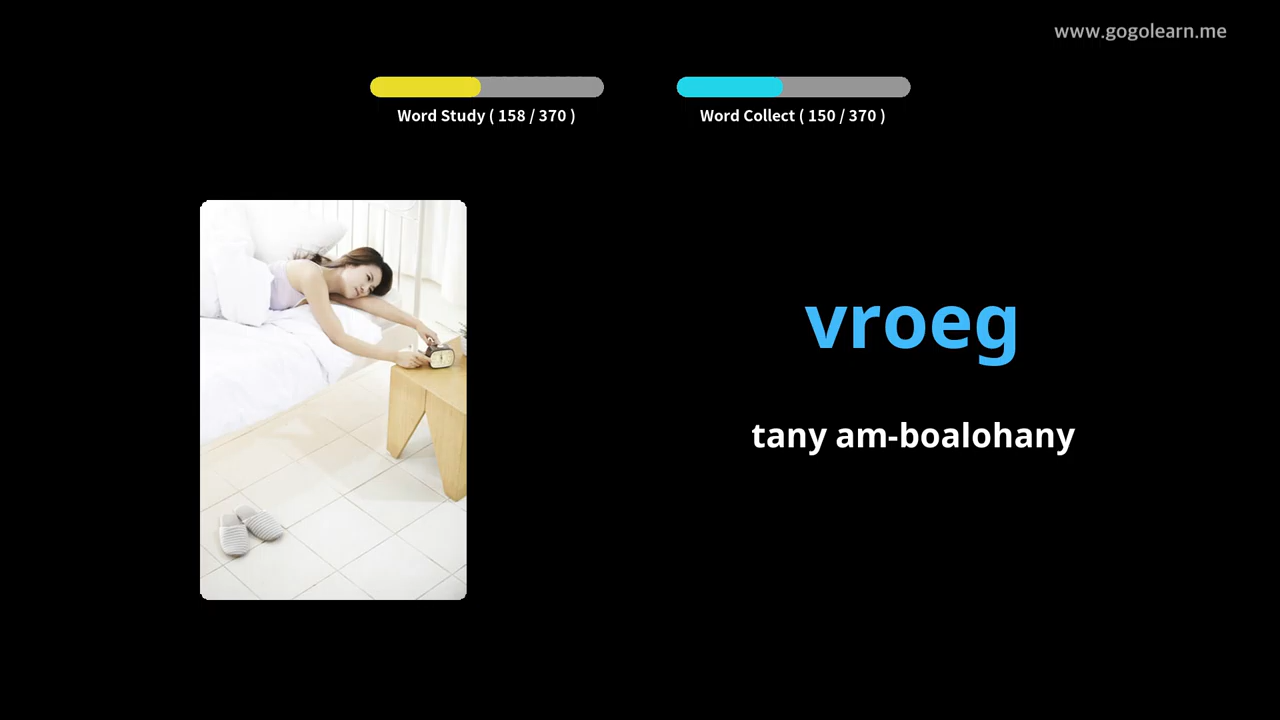 www.gogolearn.me
Word Study ( 158 / 370 )
Word Collect ( 150 / 370 )
vroeg
tany am-boalohany